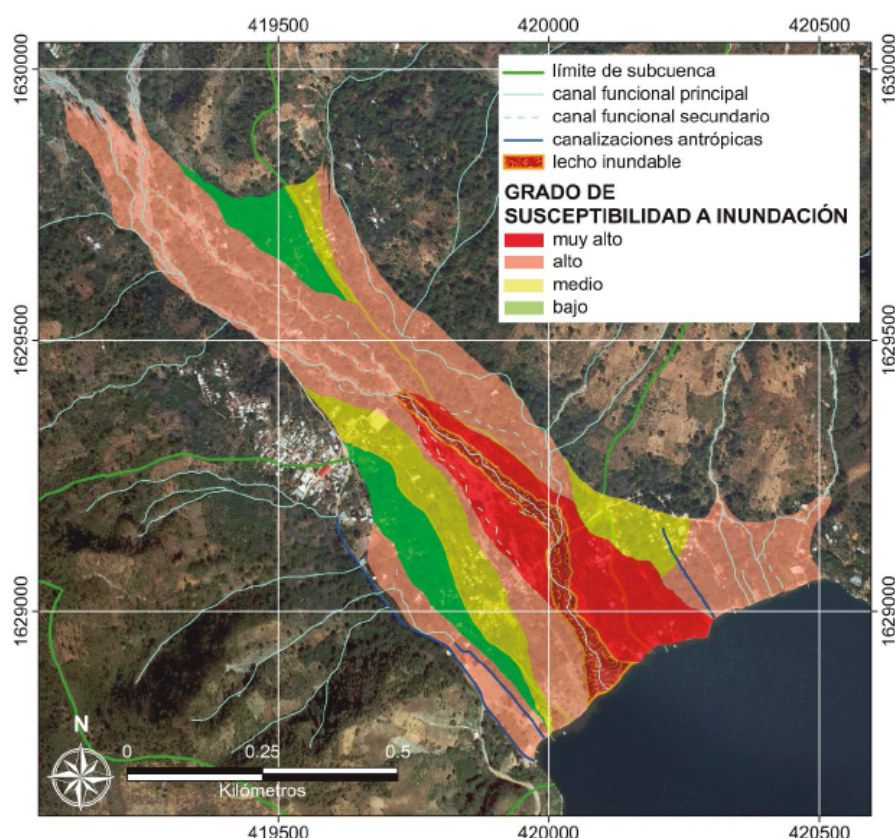 419500 420000 420500
1630000 1630000
límite de subcuenca
canal funcional principal
canal funcional secundario
canalizaciones antrópicas
lecho inundable
GRADO DE
SUSCEPTIBILIDAD A INUNDACIÓN
muy alto
alto
medio
bajo
1629500 1629500
1629000 1629000
N
0 0.25 0.5
Kilómetros
419500 420000 420500